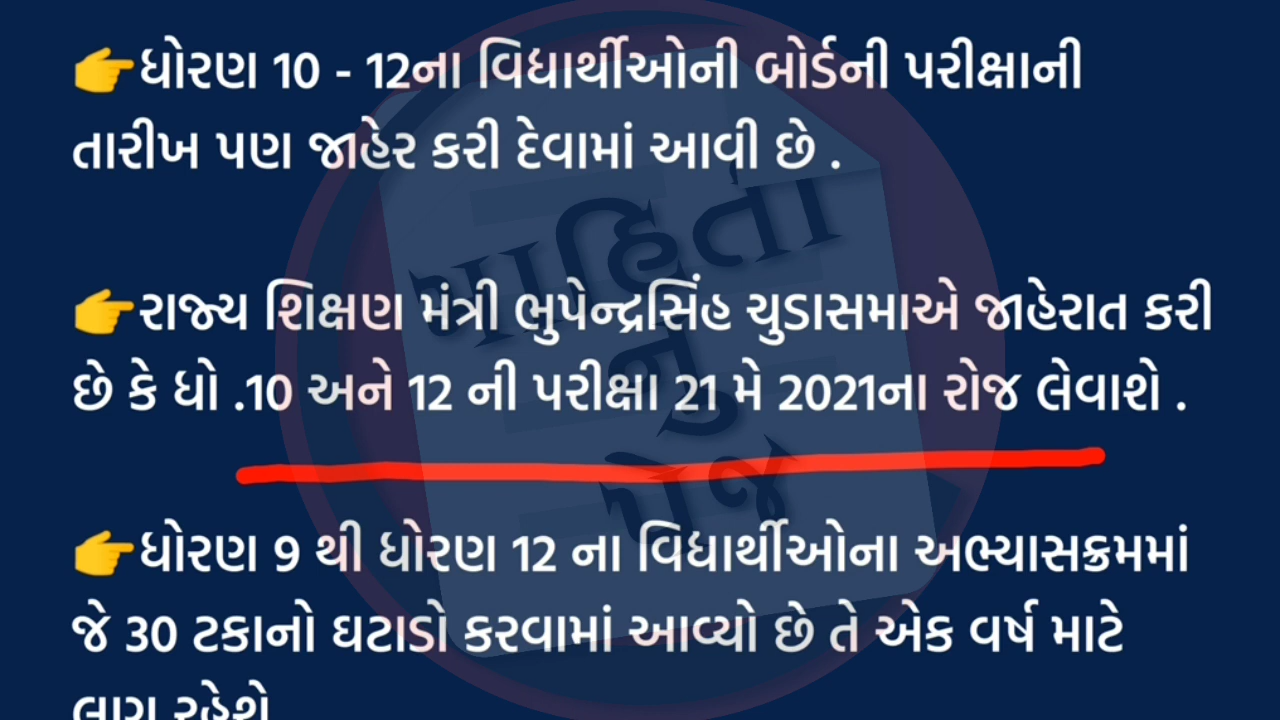 👉ધોરણ 10 - 12ના વિદ્યાર્થીઓની બોર્ડની પરીક્ષાની
તારીખ પણ જાહેર કરી દેવામાં આવી છે .
👉રાજ્ય શિક્ષણ મંત્રી ભુપેન્દ્રસિંહ ચુડાસમાએ જાહેરાત કરી
છે કે ધો .10 અને 12 ની પરીક્ષા 21 મે 2021ના રોજ લેવાશે .
👉ધોરણ 9 થી ધોરણ 12 ના વિદ્યાર્થીઓના અભ્યાસક્રમમાં
જે 30 ટકાનો ઘટાડો કરવામાં આવ્યો છે તે એક વર્ષ માટે
લાગુ રહેશે
માહિતી
નું
પેજ